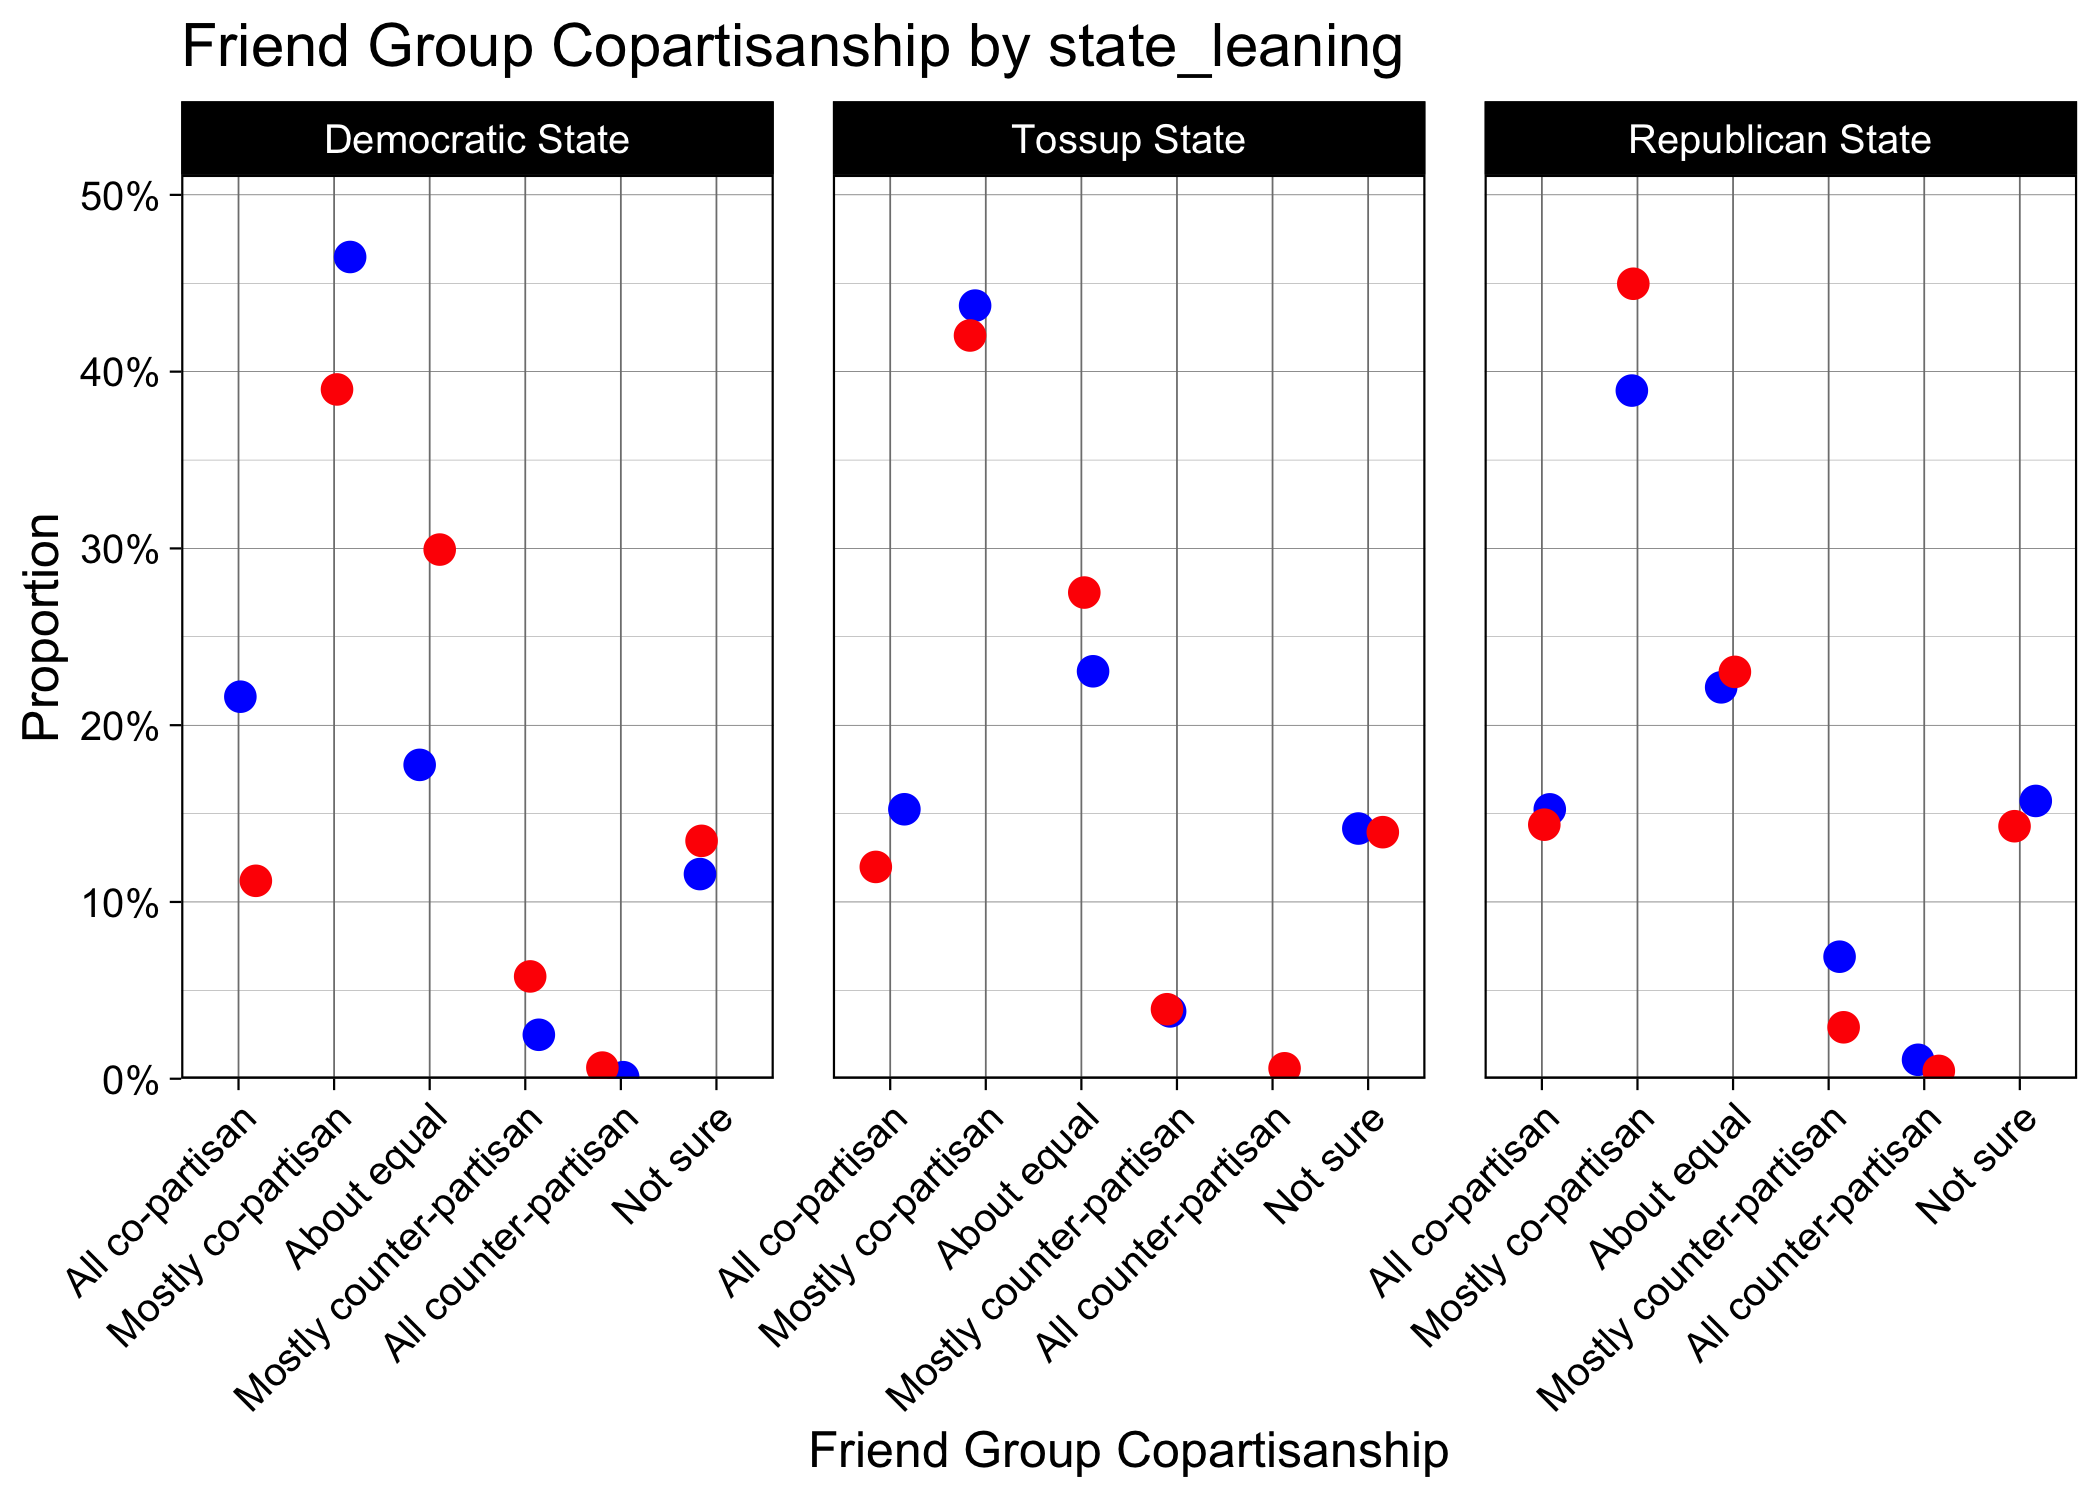 Friend Group Copartisanship by state_leaning
Democratic State
Tossup State
Republican State
Proportion
50%
40%
30%
20%
10%
0%
All co-partisan
Mostly co-partisan
About equal
Mostly counter-partisan
All counter-partisan
Not sure
All co-partisan
Mostly co-partisan
About equal
Mostly counter-partisan
All counter-partisan
Not sure
All co-partisan
Mostly co-partisan
About equal
Mostly counter-partisan
All counter-partisan
Not sure
Friend Group Copartisanship